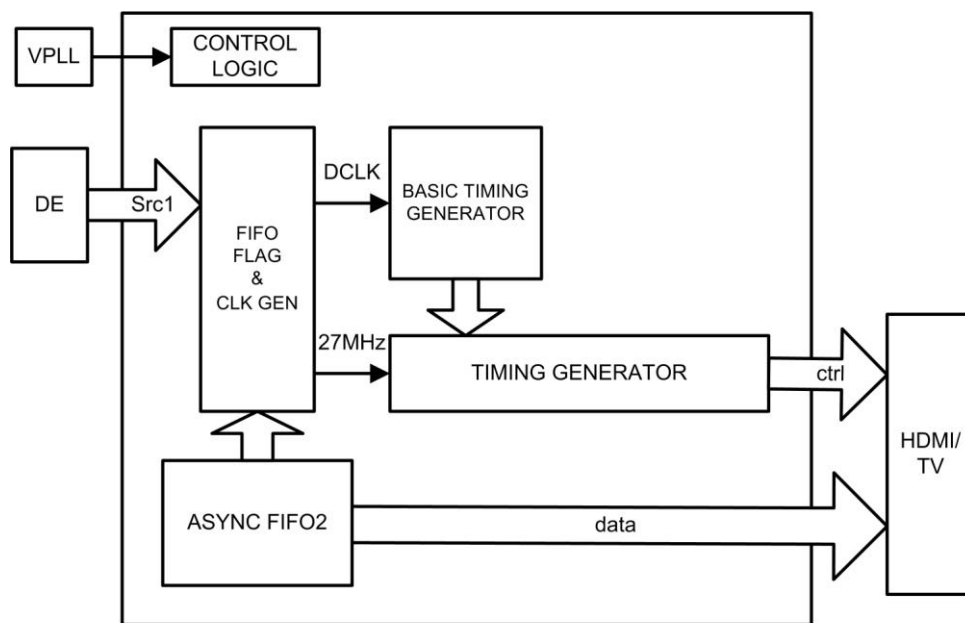 VPLL
CONTROL
LOGIC
DE
Src1
FIFO
FLAG
&
CLK GEN
DCLK
BASIC TIMING
GENERATOR
27MHz
TIMING GENERATOR
ctrl
HDMI/
TV
ASYNC FIFO2
data